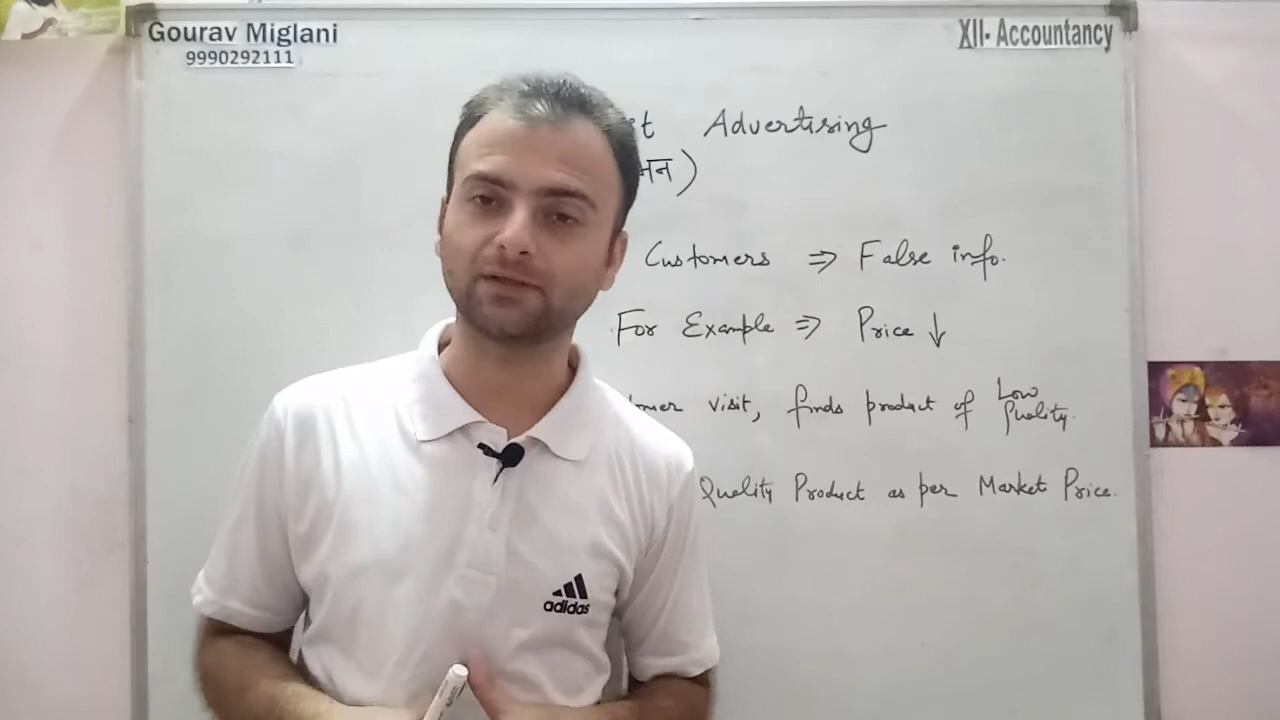 Gourav Miglani
9990292111
XII- Accountancy
Advertising
Customers ⇒ False info.
For Example ⇒ Price ↓
visit, finds product of Low Quality.
Quality Product as per Market Price.
adidas